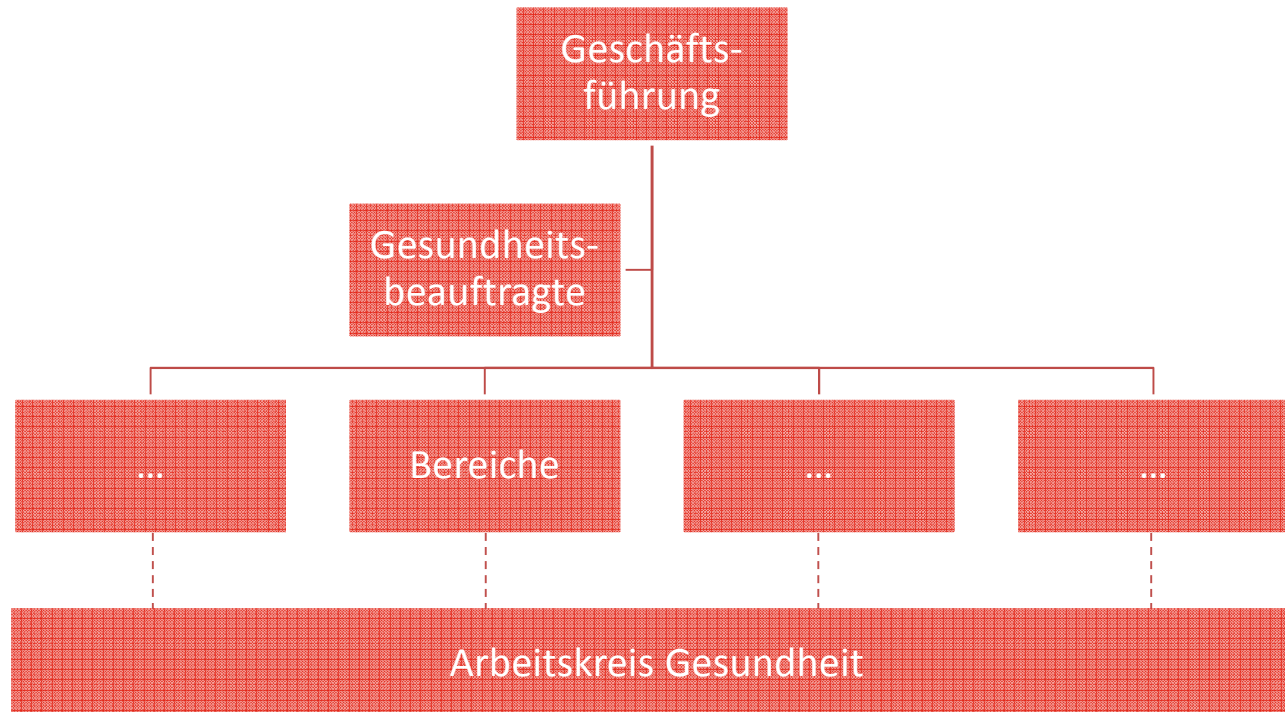 Geschäfts-
führung
Gesundheits-
beauftragte
...
Bereiche
...
...
Arbeitskreis Gesundheit